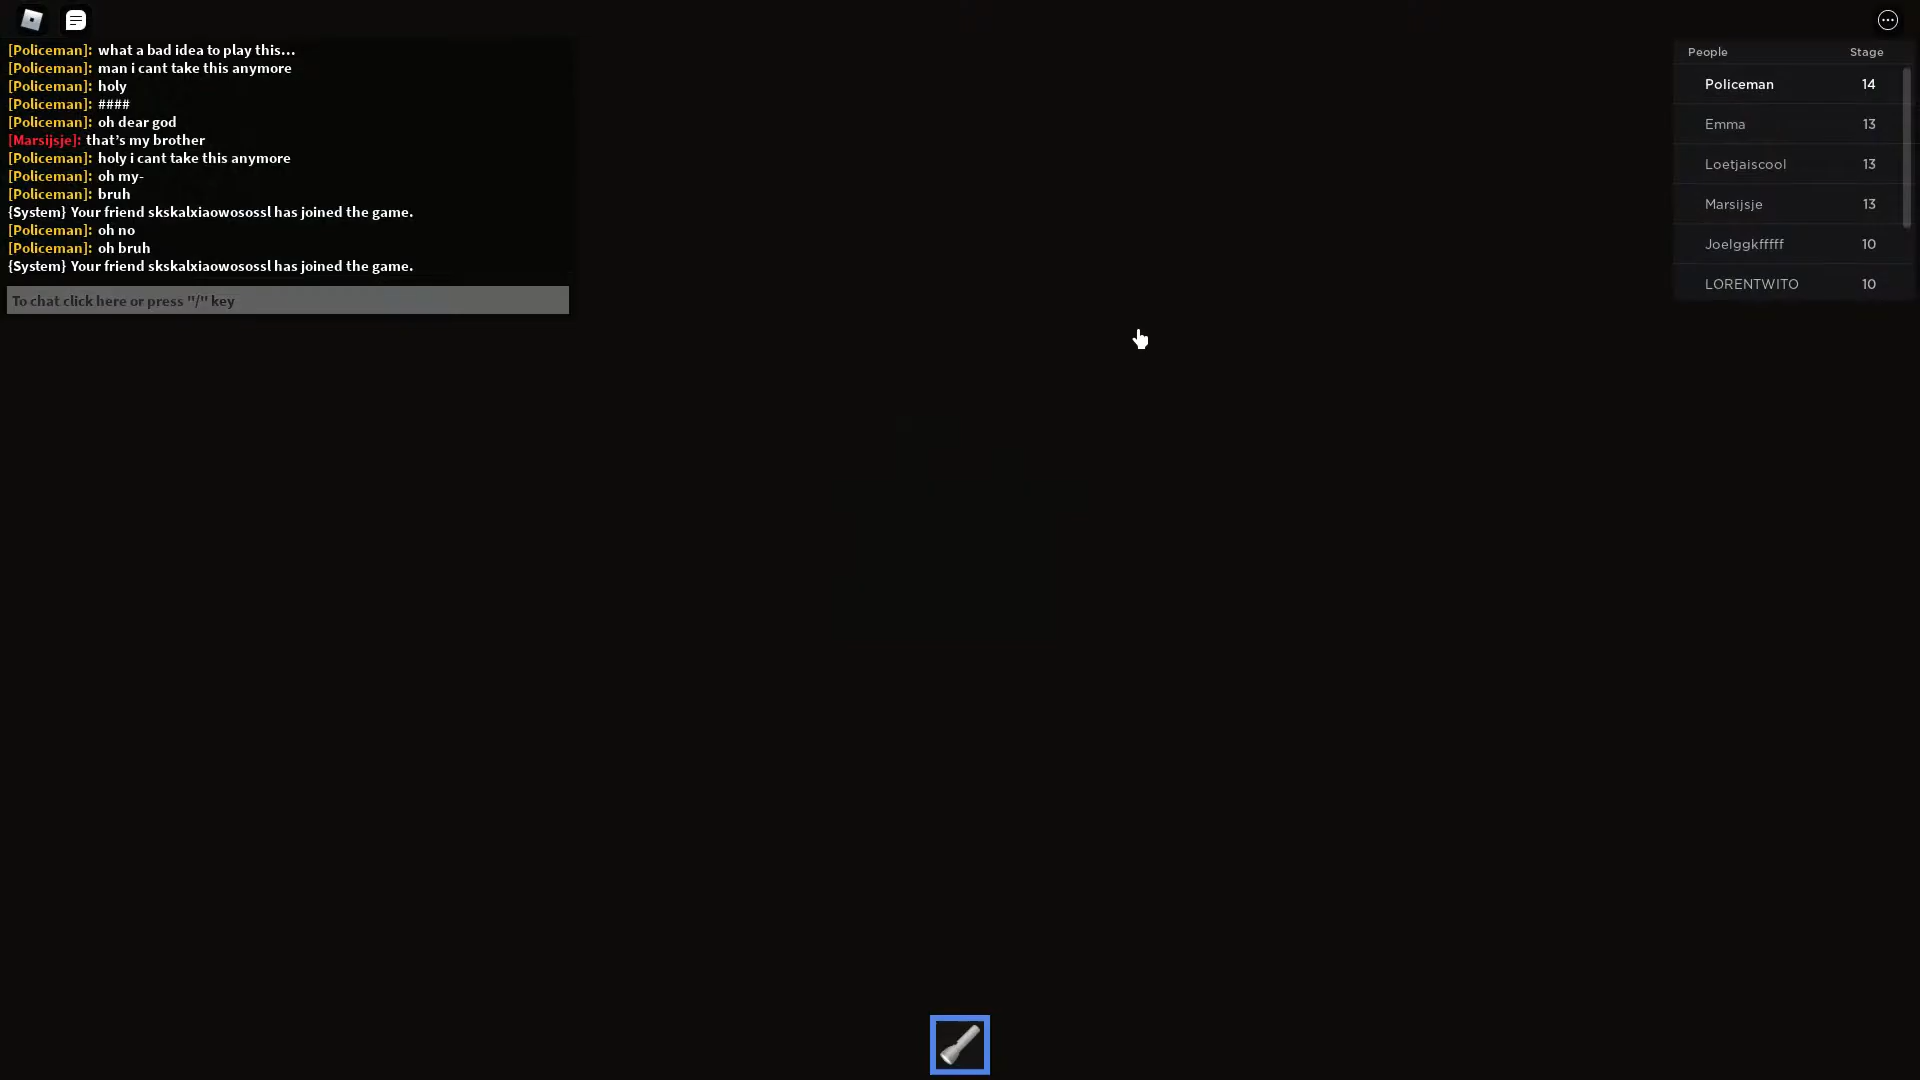 [Policeman]: what a bad idea to play this...
[Policeman]: man i cant take this anymore
[Policeman]: holy
[Policeman]: ####
[Policeman]: oh dear god
[Marsijsje]: that's my brother
[Policeman]: holy i cant take this anymore
[Policeman]: oh my-
[Policeman]: bruh
{System} Your friend skskalxiaowosossl has joined the game.
[Policeman]: oh no
[Policeman]: oh bruh
{System} Your friend skskalxiaowosossl has joined the game.
To chat click here or press "/" key
People Stage
Policeman 14
Emma 13
Loetjaiscool 13
Marsijsje 13
Joelggkfffff 10
LORENTWITO 10